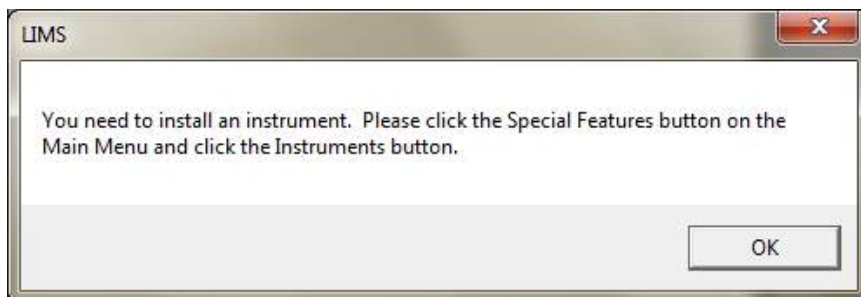 LIMS
You need to install an instrument.  Please click the Special Features button on the
Main Menu and click the Instruments button.
OK